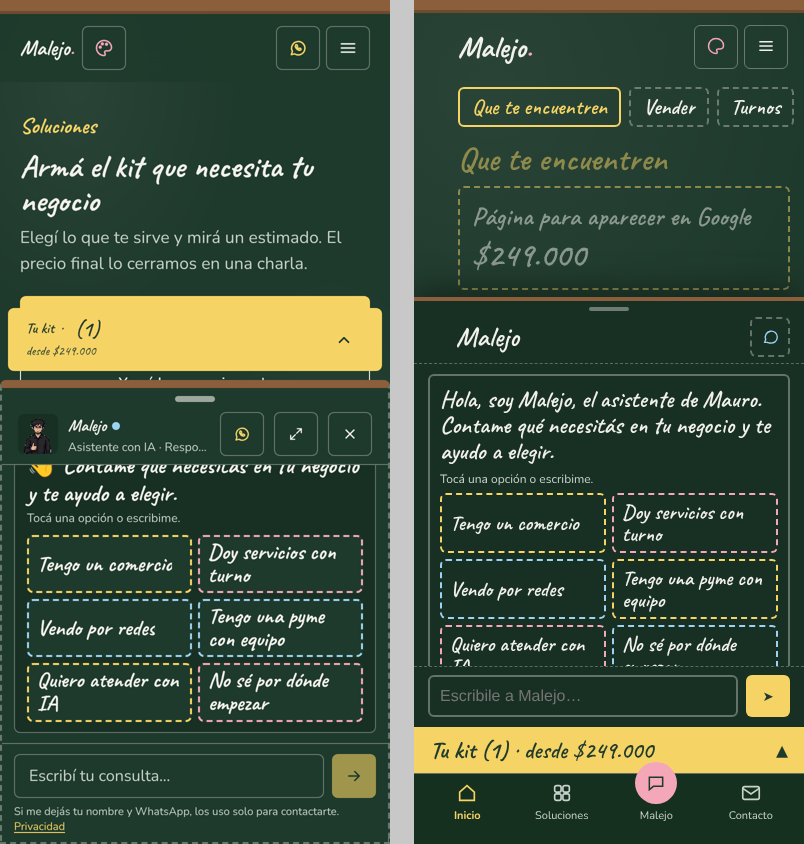 Malejo.
Soluciones
Armá el kit que necesita tu
negocio
Elegí lo que te sirve y mirá un estimado. El
precio final lo cerramos en una charla.
Tu kit · (1)
desde $249.000
Malejo
Asistente con IA · Respo...
👋 Contame qué necesitás en tu negocio
y te ayudo a elegir.
Tocá una opción o escribime.
Tengo un comercio
Doy servicios con
turno
Vendo por redes
Tengo una pyme
con equipo
Quiero atender con
IA
No sé por dónde
empezar
Escribí tu consulta...
Si me dejás tu nombre y WhatsApp, los uso solo para contactarte.
Privacidad
Malejo.
Que te encuentren
Vender
Turnos
Que te encuentren
Página para aparecer en Google
$249.000
Malejo
Hola, soy Malejo, el asistente de Mauro.
Contame qué necesitás en tu negocio y te
ayudo a elegir.
Tocá una opción o escribime.
Tengo un comercio
Doy servicios con
turno
Vendo por redes
Tengo una pyme con
equipo
Quiero atender con
IA
No sé por dónde
Escribile a Malejo...
Tu kit (1) · desde $249.000
Inicio
Soluciones
Malejo
Contacto